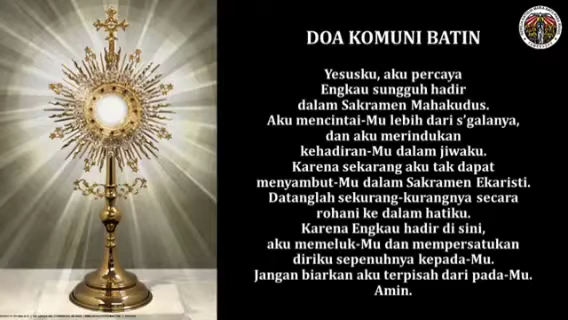 DOA KOMUNI BATIN
Yesusku, aku percaya
Engkau sungguh hadir
dalam Sakramen Mahakudus.
Aku mencintai-Mu lebih dari s'galanya,
dan aku merindukan
kehadiran-Mu dalam jiwaku.
Karena sekarang aku tak dapat
menyambut-Mu dalam Sakramen Ekaristi.
Datanglah sekurang-kurangnya secara
rohani ke dalam hatiku.
Karena Engkau hadir di sini,
aku memeluk-Mu dan mempersatukan
diriku sepenuhnya kepada-Mu.
Jangan biarkan aku terpisah dari pada-Mu.
Amin.